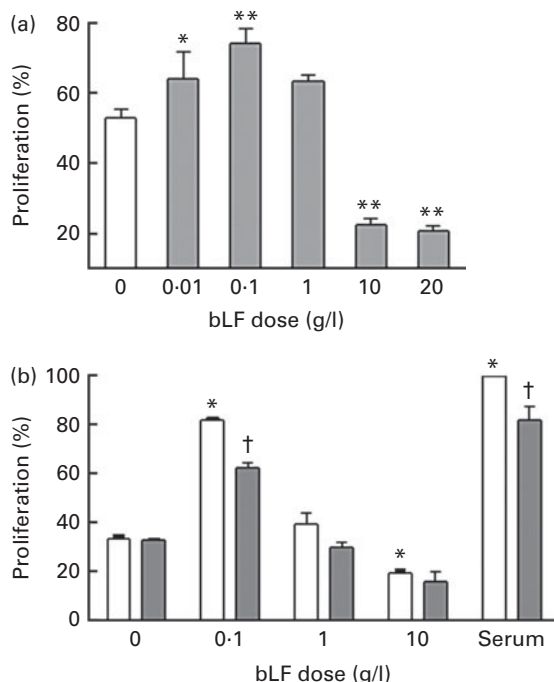 (a)
80
60
40
20
Proliferation (%)
*
**
**
**
0 0·01 0·1 1 10 20
bLF dose (g/l)
(b)
100
80
60
40
20
0
Proliferation (%)
*
†
*
*
†
0 0·1 1 10 Serum
bLF dose (g/l)